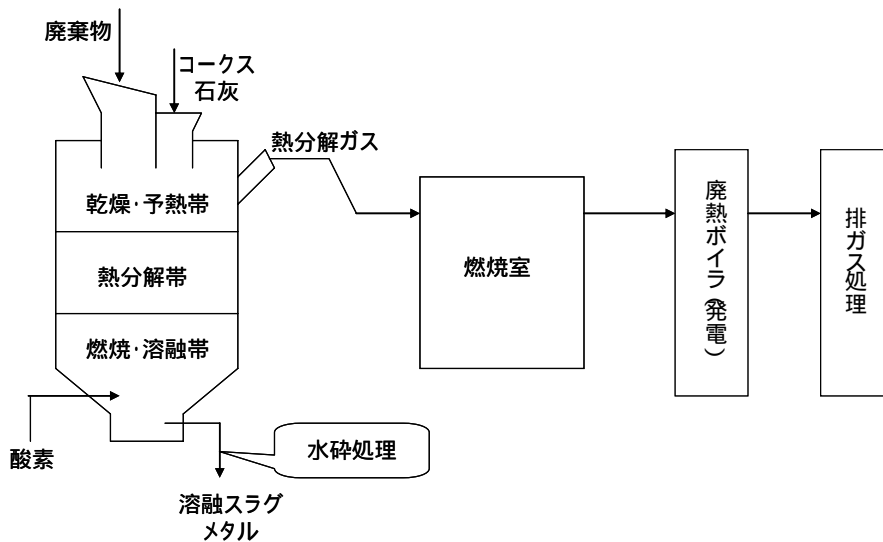 廃棄物
コークス
石灰
熱分解ガス
乾燥・予熱帯
熱分解帯
燃焼・溶融帯
酸素
水砕処理
溶融スラグ
メタル
燃焼室
廃熱ボイラ(発電)
排ガス処理